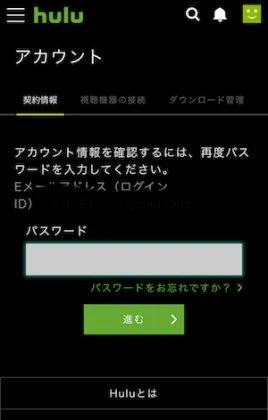 hulu
アカウント
契約情報 視聴機器の接続 ダウンロード管理
アカウント情報を確認するには、再度パス
ワードを入力してください。
Eメールアドレス（ログイン
ID）
パスワード
パスワードをお忘れですか？
進む
Huluとは